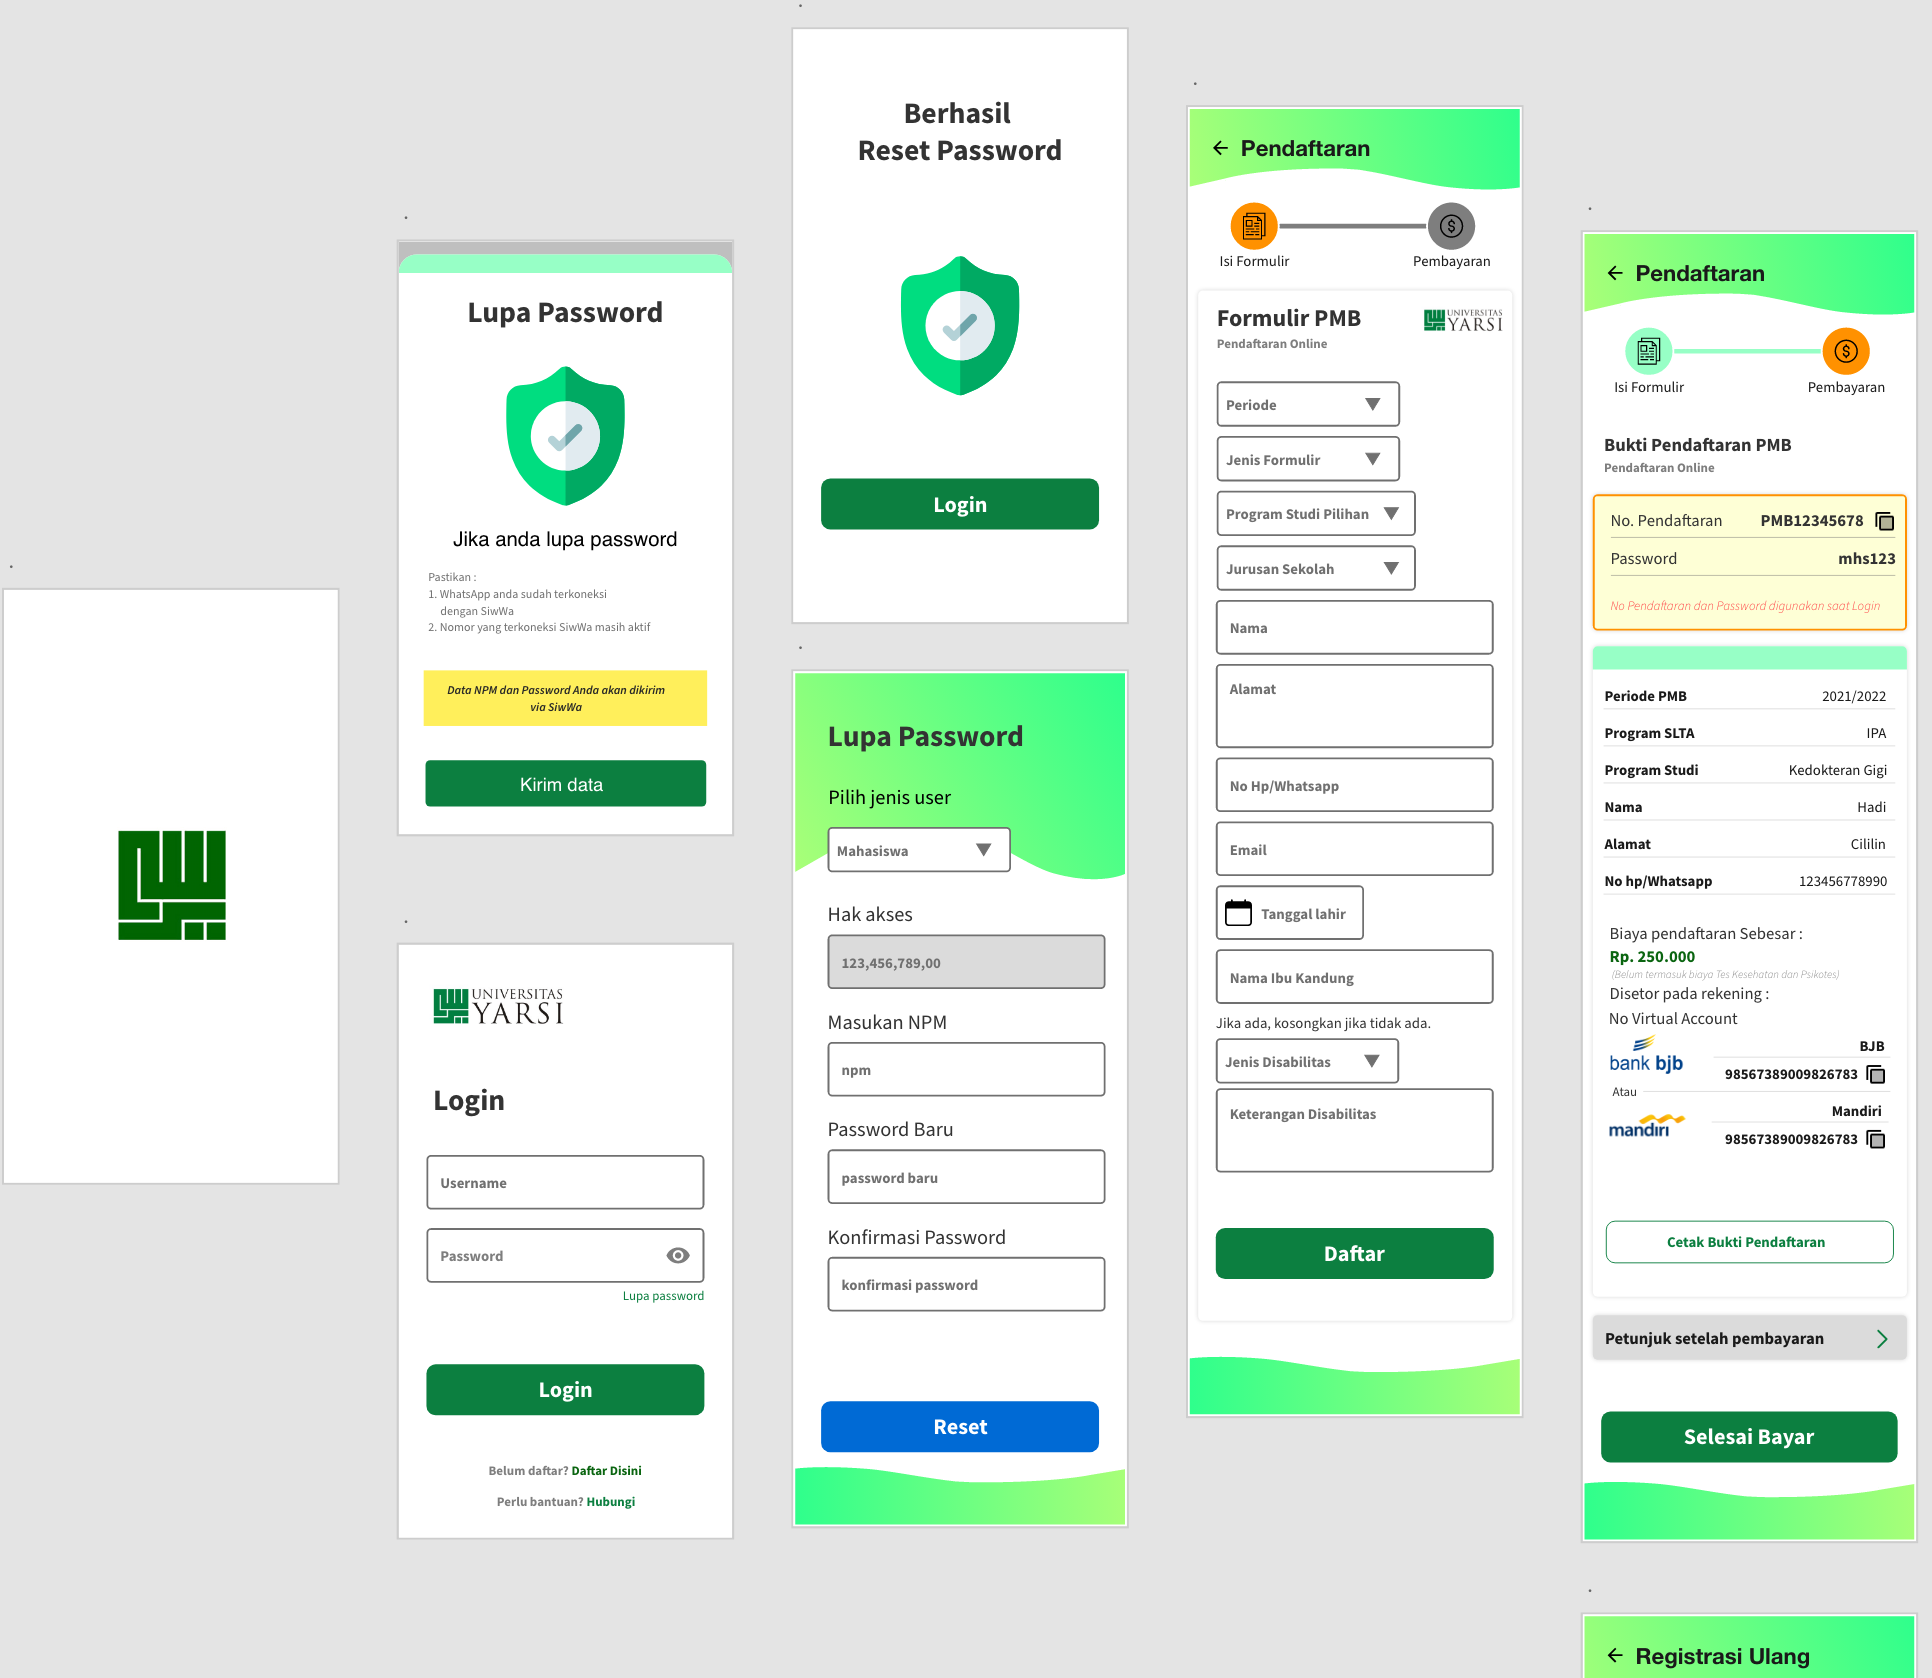 Lupa Password
Jika anda lupa password
Pastikan :
1. WhatsApp anda sudah terkoneksi
dengan SiwWa
2. Nomor yang terkoneksi SiwWa masih aktif
Data NPM dan Password Anda akan dikirim
via SiwWa
Kirim data
UNIVERSITAS
YARSI
Login
Username
Password
Lupa password
Login
Belum daftar? Daftar Disini
Perlu bantuan? Hubungi
Berhasil
Reset Password
Login
Lupa Password
Pilih jenis user
Mahasiswa
Hak akses
123,456,789,00
Masukan NPM
npm
Password Baru
password baru
Konfirmasi Password
konfirmasi password
Reset
Pendaftaran
Isi Formulir
Pembayaran
Formulir PMB
Pendaftaran Online
UNIVERSITAS
YARSI
Periode
Jenis Formulir
Program Studi Pilihan
Jurusan Sekolah
Nama
Alamat
No Hp/Whatsapp
Email
Tanggal lahir
Nama Ibu Kandung
Jika ada, kosongkan jika tidak ada.
Jenis Disabilitas
Keterangan Disabilitas
Daftar
Pendaftaran
Isi Formulir
Pembayaran
Bukti Pendaftaran PMB
Pendaftaran Online
No. Pendaftaran PMB12345678
Password mhs123
No Pendaftaran dan Password digunakan saat Login
Periode PMB 2021/2022
Program SLTA IPA
Program Studi Kedokteran Gigi
Nama Hadi
Alamat Cililin
No hp/Whatsapp 123456778990
Biaya pendaftaran Sebesar :
Rp. 250.000
(Belum termasuk biaya Tes Kesehatan dan Psikotes)
Disetor pada rekening :
No Virtual Account
bank bjb
BJB
98567389009826783
Atau
mandiri
Mandiri
98567389009826783
Cetak Bukti Pendaftaran
Petunjuk setelah pembayaran
Selesai Bayar
Registrasi Ulang